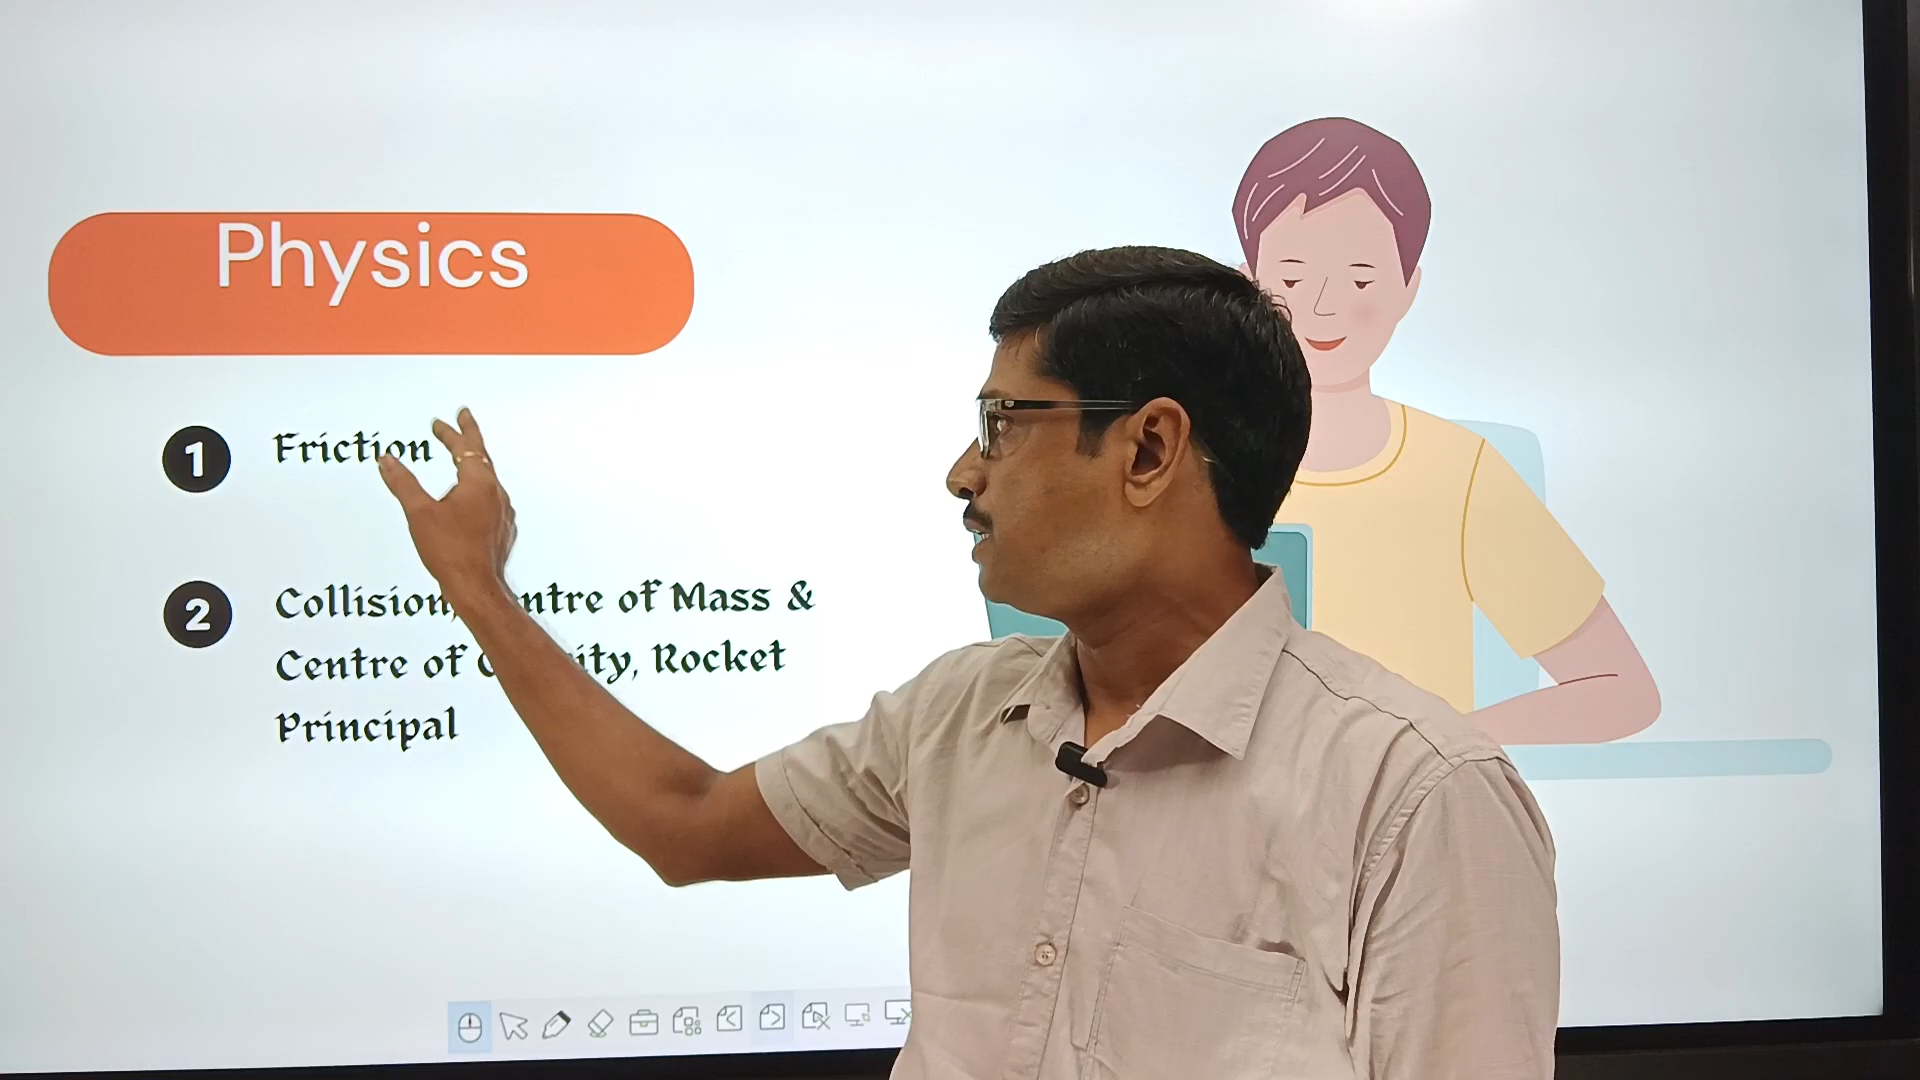 Physics
1 Friction
2 Collision, ntre of Mass &
Centre of ity, Rocket
Principal